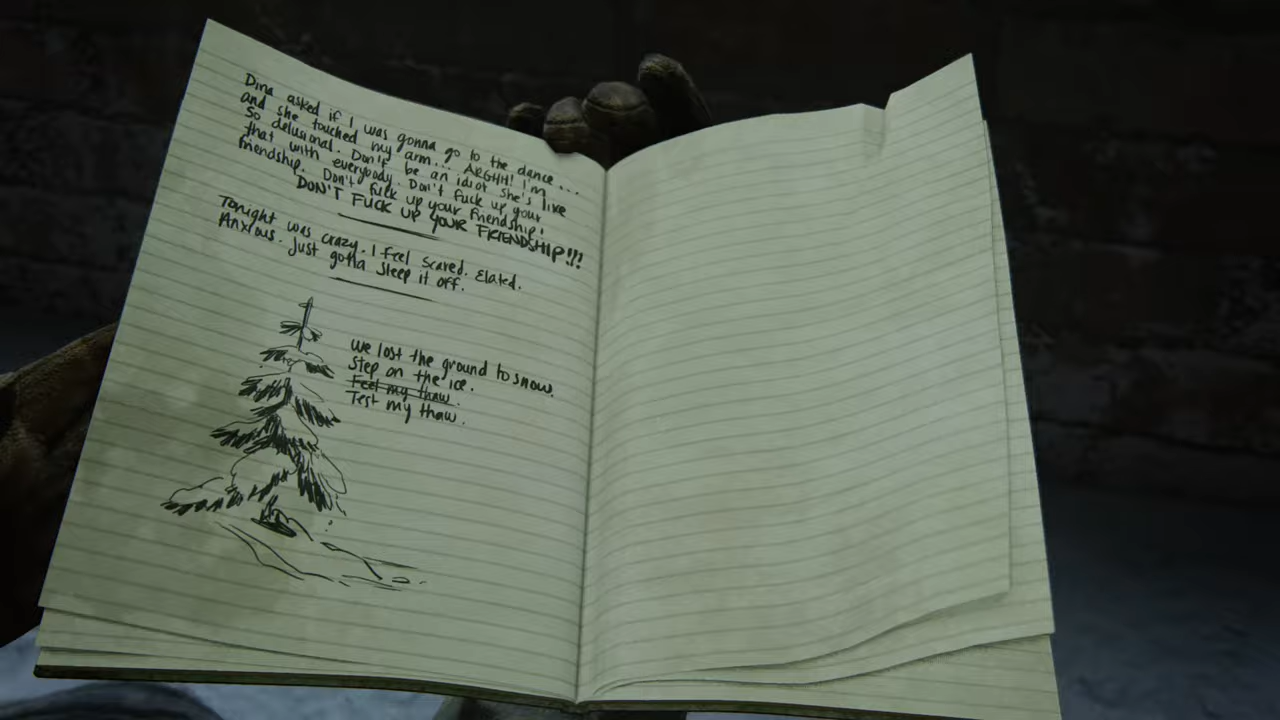 Dina asked if I was gonna go to the dance...
and she touched my arm... ARGHH! I'm
So delusional. Don't be an idiot. She's like
that with everybody. Don't fuck up your
friendship. Don't fuck up your friendship!
DON'T FUCK UP YOUR FRIENDSHIP!!!
Tonight was crazy. I feel scared. Elated.
Anxious. Just gotta sleep it off.
We lost the ground to snow.
Step on the ice.
Feel my thaw.
Test my thaw.